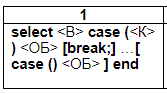 1
select <В> case (<К>
) <ОБ> [break;] …[
case () <ОБ> ] end